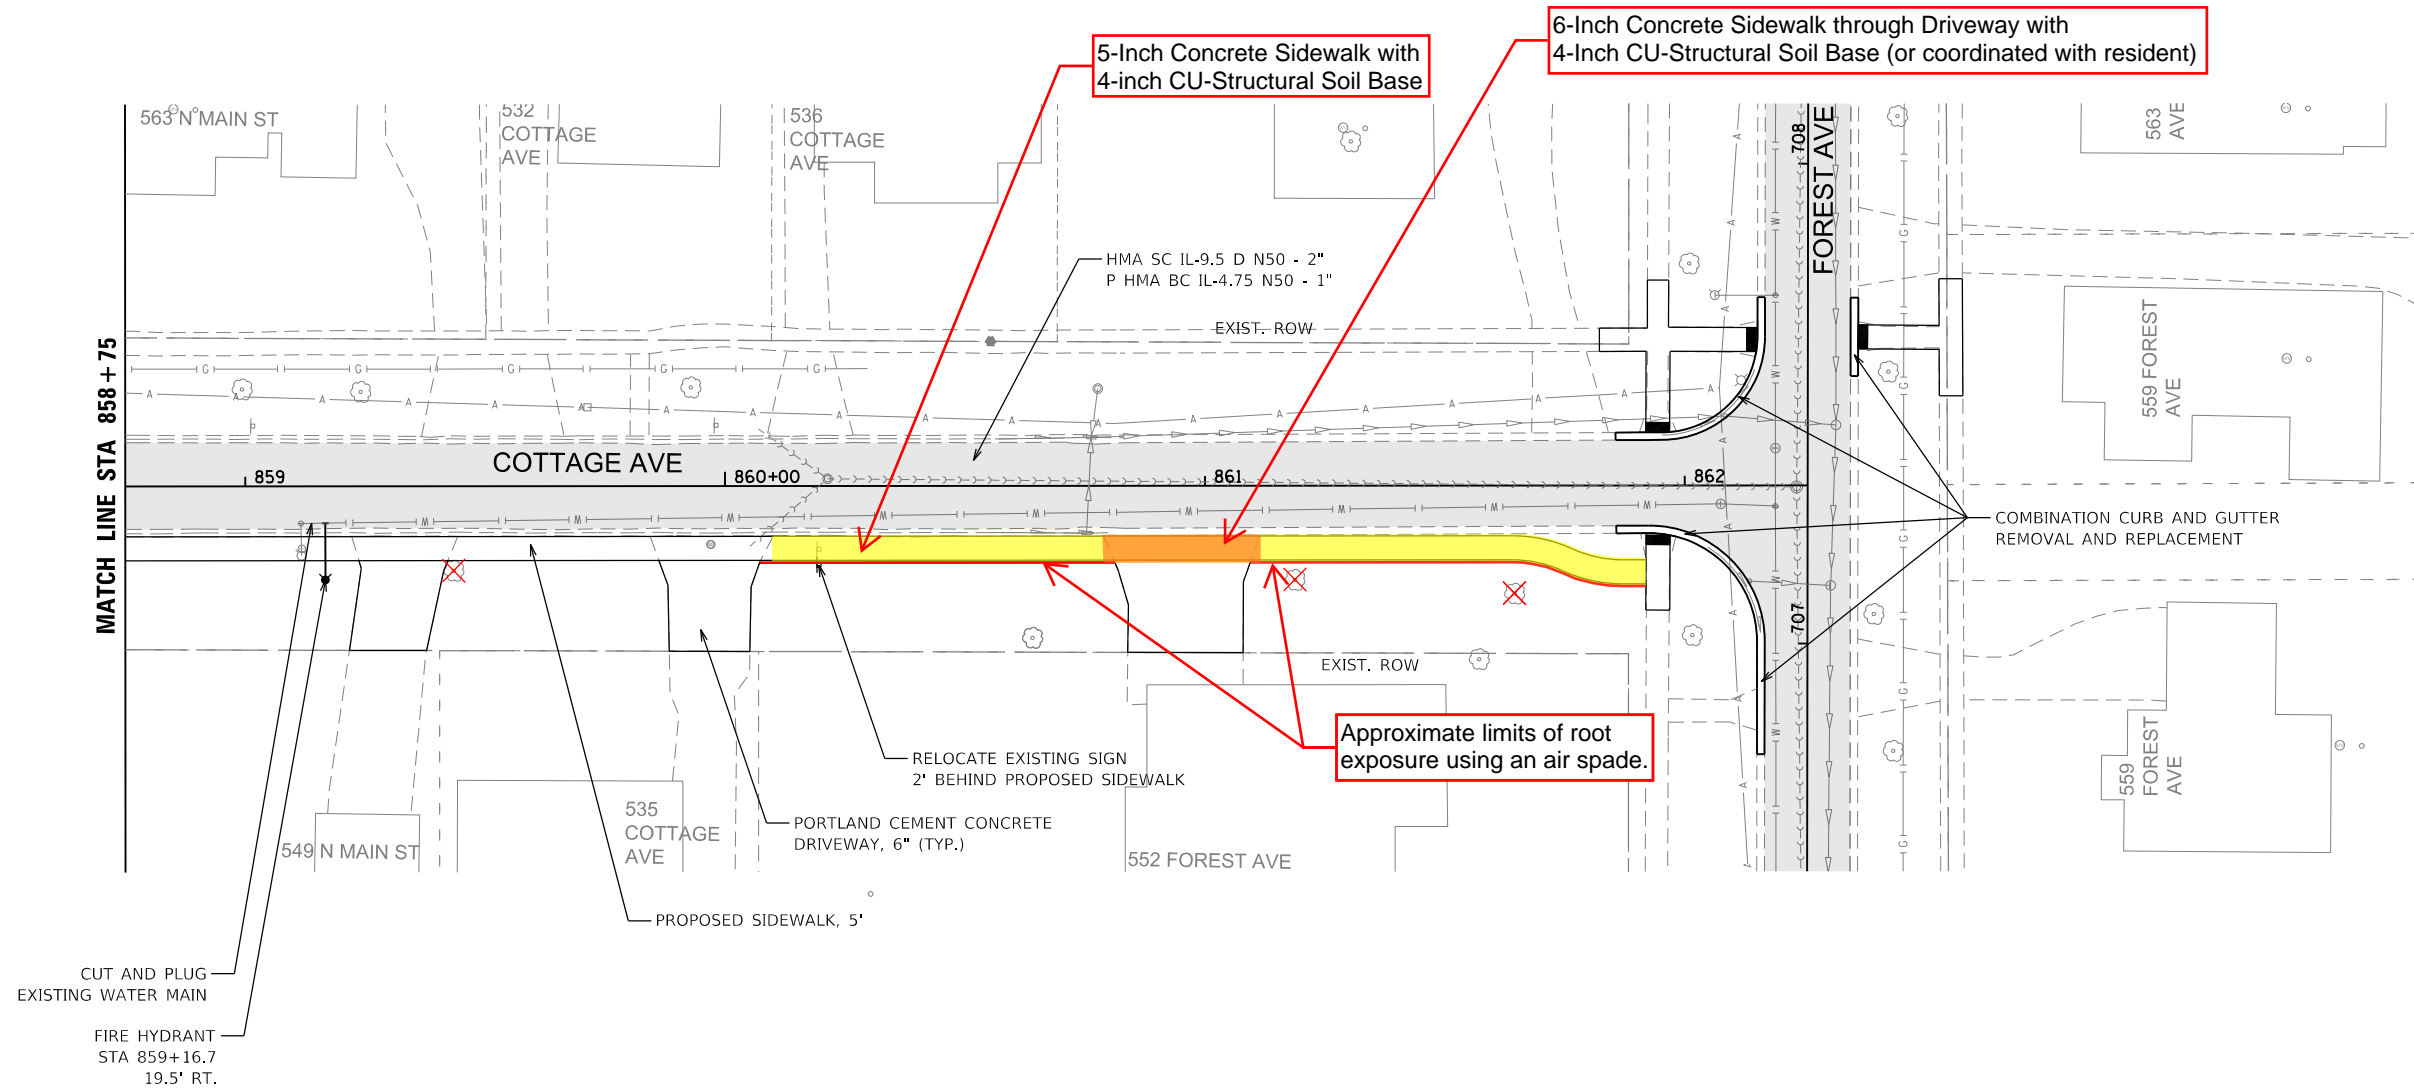 6-Inch Concrete Sidewalk through Driveway with
4-Inch CU-Structural Soil Base (or coordinated with resident)
5-Inch Concrete Sidewalk with
4-inch CU-Structural Soil Base
563 N MAIN ST
532
COTTAGE
AVE
536
COTTAGE
AVE
708
FOREST AVE
563
AVE
HMA SC IL-9.5 D N50 - 2"
P HMA BC IL-4.75 N50 - 1"
EXIST. ROW
MATCH LINE STA 858+75
559 FOREST
AVE
COTTAGE AVE
859
860+00
861
862
COMBINATION CURB AND GUTTER
REMOVAL AND REPLACEMENT
707
EXIST. ROW
Approximate limits of root
exposure using an air spade.
RELOCATE EXISTING SIGN
2' BEHIND PROPOSED SIDEWALK
559
FOREST
AVE
535
COTTAGE
AVE
PORTLAND CEMENT CONCRETE
DRIVEWAY, 6" (TYP.)
549 N MAIN ST
552 FOREST AVE
PROPOSED SIDEWALK, 5'
CUT AND PLUG
EXISTING WATER MAIN
FIRE HYDRANT
STA 859+16.7
19.5' RT.